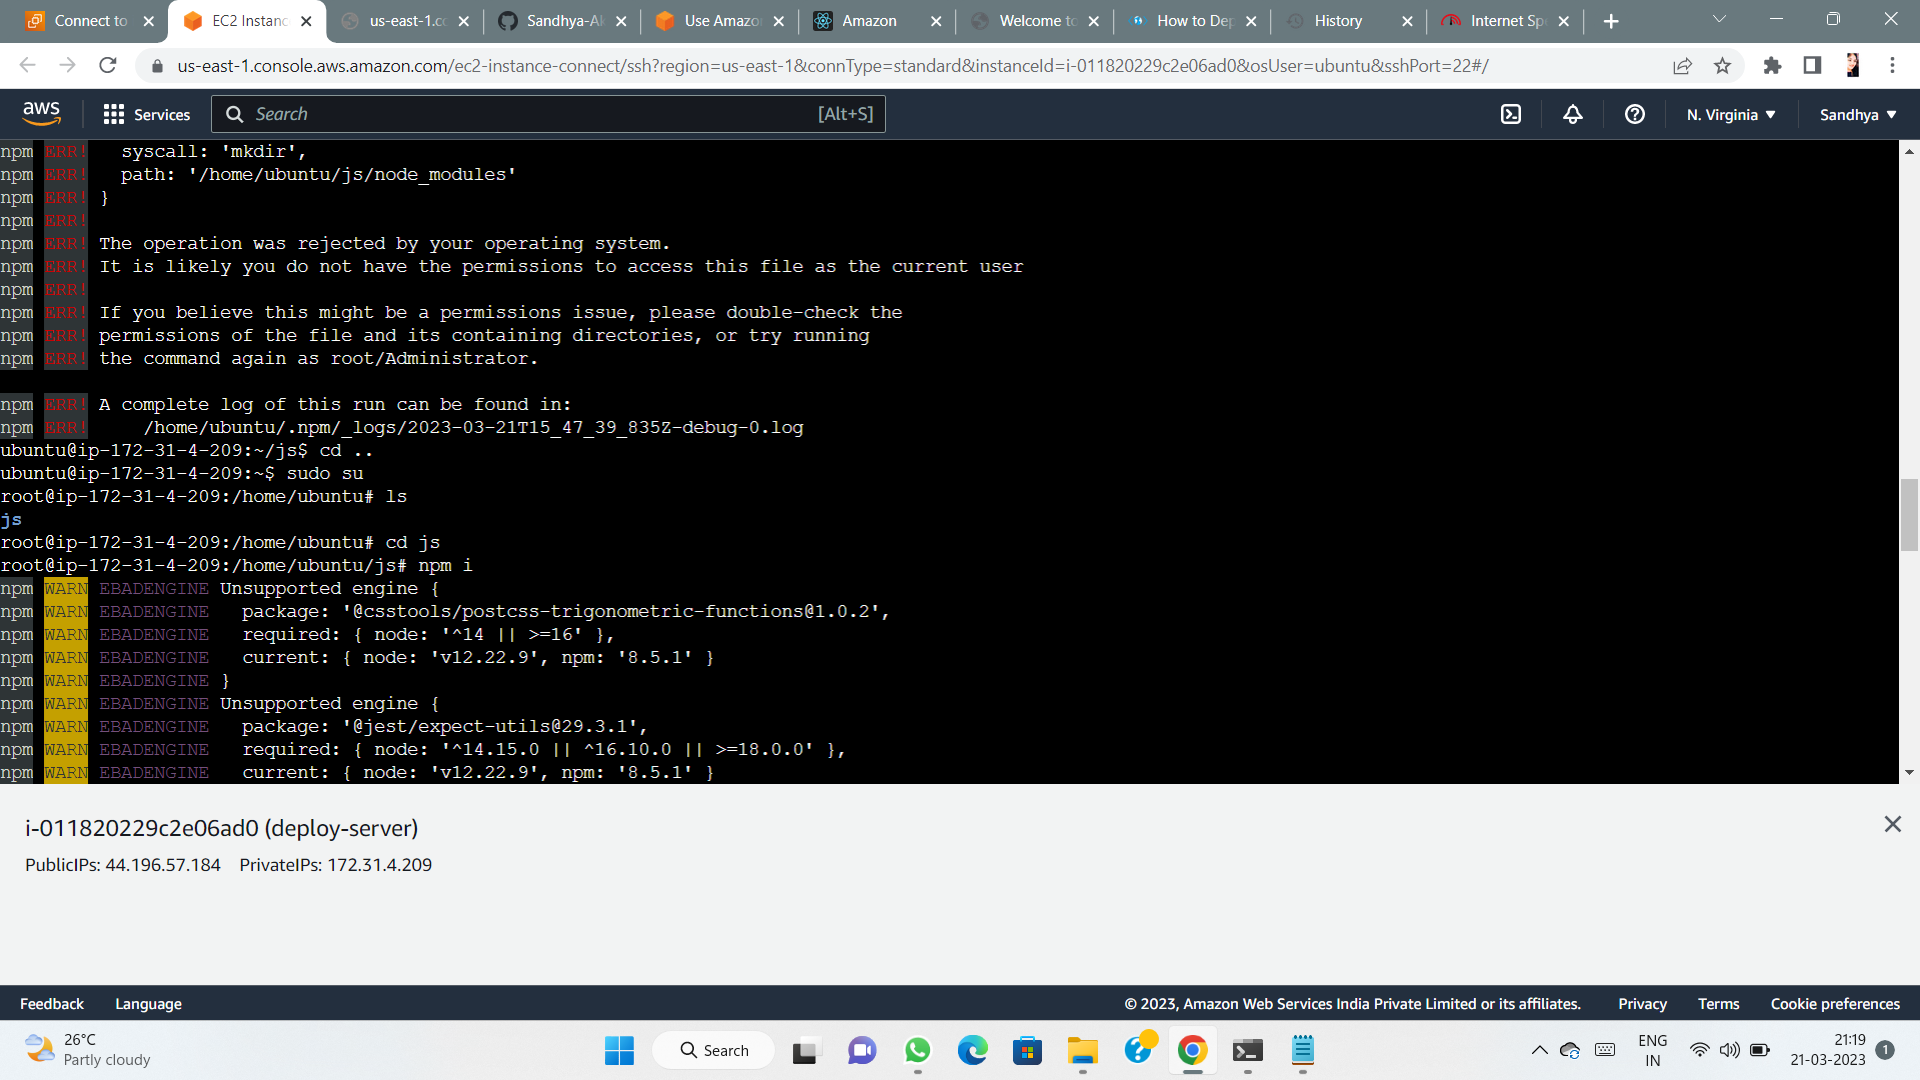 Connect to
EC2 Instanc
us-east-1.co
Sandhya-Ak
Use Amazon
Amazon
Welcome to
How to Dep
History
Internet Spe
us-east-1.console.aws.amazon.com/ec2-instance-connect/ssh?region=us-east-1&connType=standard&instanceId=i-011820229c2e06ad0&osUser=ubuntu&sshPort=22#/
aws
Services
Search
[Alt+S]
N. Virginia
Sandhya
npm ERR!   syscall: 'mkdir',
npm ERR!   path: '/home/ubuntu/js/node_modules'
npm ERR! }
npm ERR!
npm ERR! The operation was rejected by your operating system.
npm ERR! It is likely you do not have the permissions to access this file as the current user
npm ERR!
npm ERR! If you believe this might be a permissions issue, please double-check the
npm ERR! permissions of the file and its containing directories, or try running
npm ERR! the command again as root/Administrator.
npm ERR! A complete log of this run can be found in:
npm ERR!     /home/ubuntu/.npm/_logs/2023-03-21T15_47_39_835Z-debug-0.log
ubuntu@ip-172-31-4-209:~/js$ cd ..
ubuntu@ip-172-31-4-209:~$ sudo su
root@ip-172-31-4-209:/home/ubuntu# ls
js
root@ip-172-31-4-209:/home/ubuntu# cd js
root@ip-172-31-4-209:/home/ubuntu/js# npm i
npm WARN EBADENGINE Unsupported engine {
npm WARN EBADENGINE   package: '@csstools/postcss-trigonometric-functions@1.0.2',
npm WARN EBADENGINE   required: { node: '^14 || >=16' },
npm WARN EBADENGINE   current: { node: 'v12.22.9', npm: '8.5.1' }
npm WARN EBADENGINE }
npm WARN EBADENGINE Unsupported engine {
npm WARN EBADENGINE   package: '@jest/expect-utils@29.3.1',
npm WARN EBADENGINE   required: { node: '^14.15.0 || ^16.10.0 || >=18.0.0' },
npm WARN EBADENGINE   current: { node: 'v12.22.9', npm: '8.5.1' }
i-011820229c2e06ad0 (deploy-server)
PublicIPs: 44.196.57.184 PrivateIPs: 172.31.4.209
Feedback
Language
© 2023, Amazon Web Services India Private Limited or its affiliates.
Privacy
Terms
Cookie preferences
26°C
Partly cloudy
Search
ENG
IN
21:19
21-03-2023
1